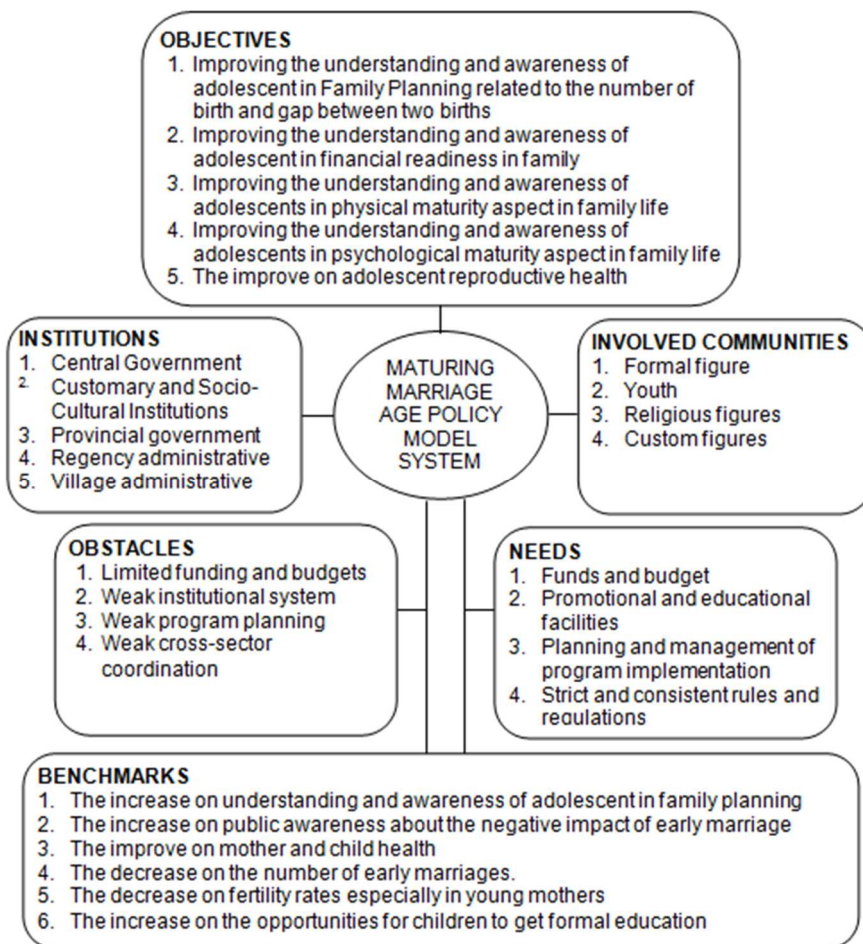 OBJECTIVES
1. Improving the understanding and awareness of
adolescent in Family Planning related to the number of
birth and gap between two births
2. Improving the understanding and awareness of
adolescent in financial readiness in family
3. Improving the understanding and awareness of
adolescents in physical maturity aspect in family life
4. Improving the understanding and awareness of
adolescents in psychological maturity aspect in family life
5. The improve on adolescent reproductive health
INSTITUTIONS
1. Central Government
2. Customary and Socio-
Cultural Institutions
3. Provincial government
4. Regency administrative
5. Village administrative
MATURING
MARRIAGE
AGE POLICY
MODEL
SYSTEM
INVOLVED COMMUNITIES
1. Formal figure
2. Youth
3. Religious figures
4. Custom figures
OBSTACLES
1. Limited funding and budgets
2. Weak institutional system
3. Weak program planning
4. Weak cross-sector
coordination
NEEDS
1. Funds and budget
2. Promotional and educational
facilities
3. Planning and management of
program implementation
4. Strict and consistent rules and
regulations
BENCHMARKS
1. The increase on understanding and awareness of adolescent in family planning
2. The increase on public awareness about the negative impact of early marriage
3. The improve on mother and child health
4. The decrease on the number of early marriages.
5. The decrease on fertility rates especially in young mothers
6. The increase on the opportunities for children to get formal education